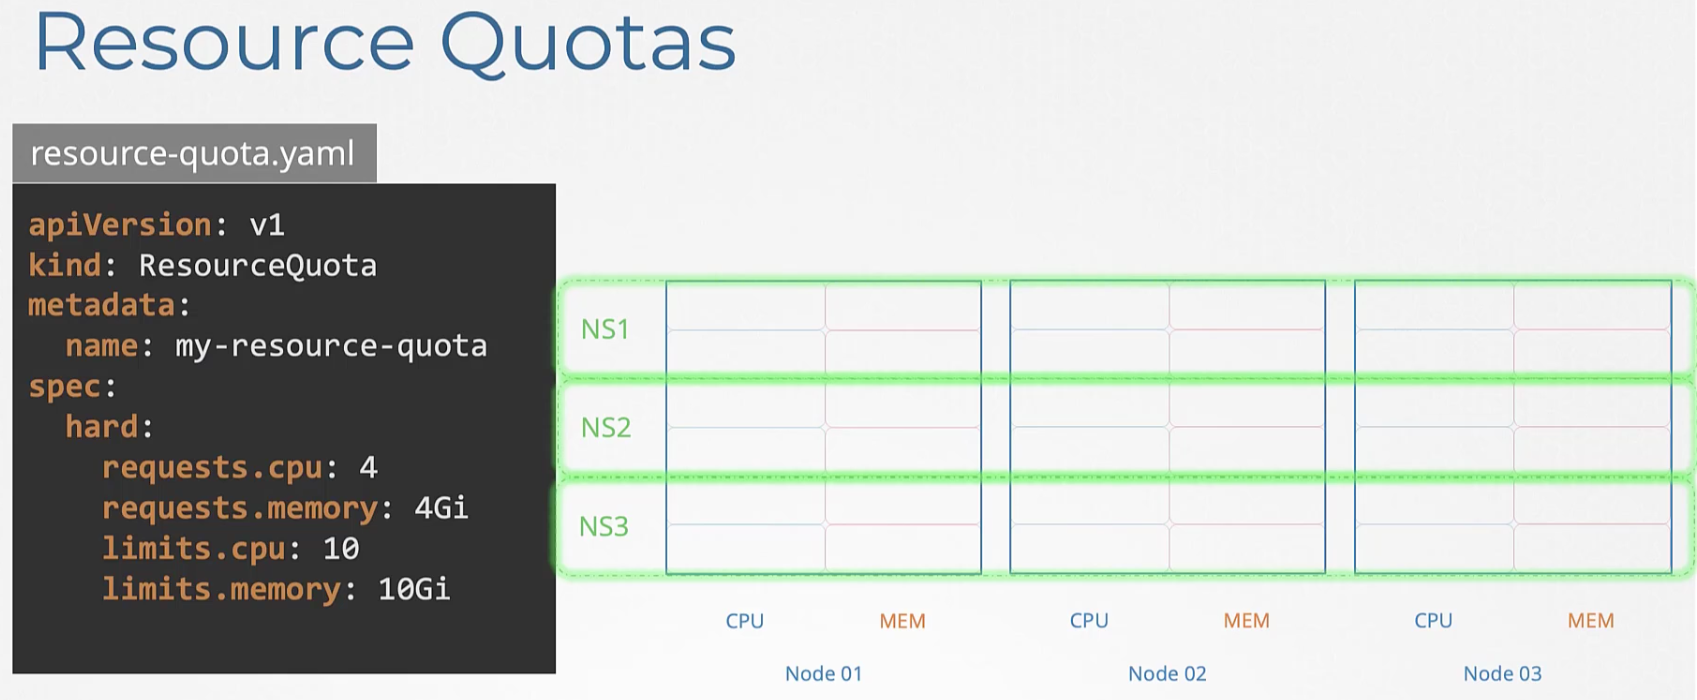 Resource Quotas
resource-quota.yaml
apiVersion: v1
kind: ResourceQuota
metadata:
  name: my-resource-quota
spec:
  hard:
    requests.cpu: 4
    requests.memory: 4Gi
    limits.cpu: 10
    limits.memory: 10Gi
NS1
NS2
NS3
CPU MEM CPU MEM CPU MEM
Node 01 Node 02 Node 03